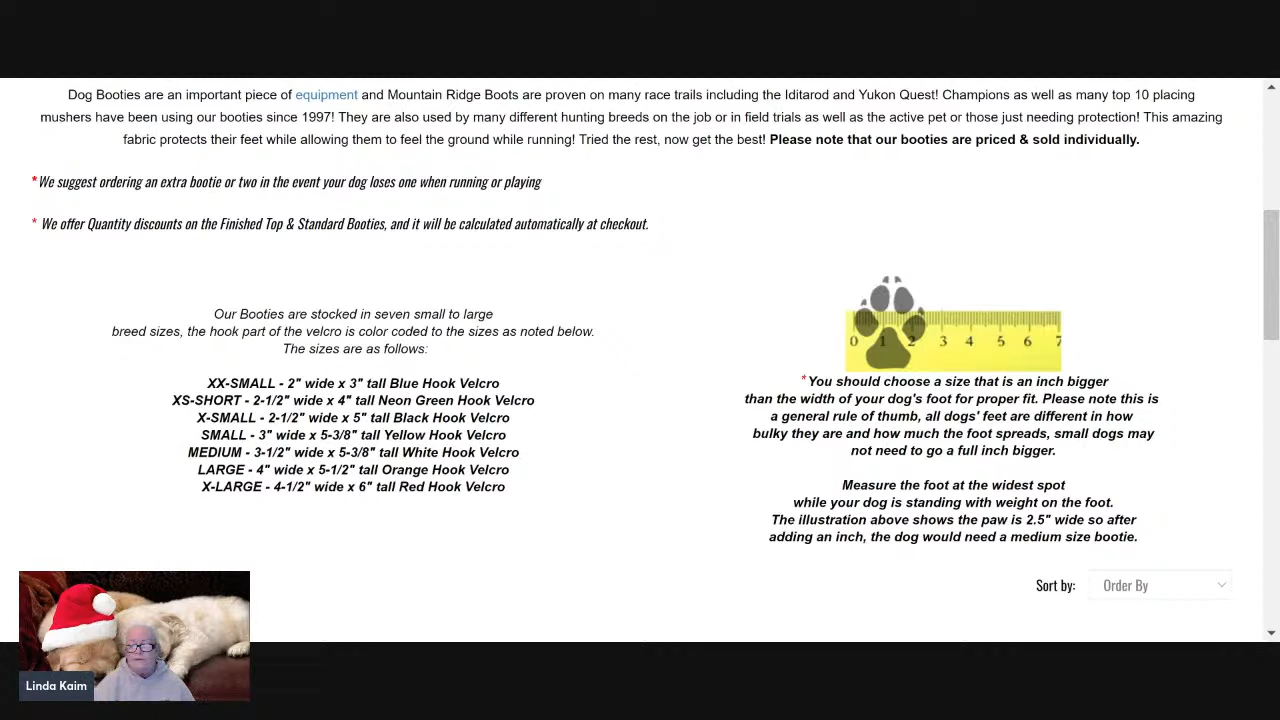 Dog Booties are an important piece of equipment and Mountain Ridge Boots are proven on many race trails including the Iditarod and Yukon Quest! Champions as well as many top 10 placing
mushers have been using our booties since 1997! They are also used by many different hunting breeds on the job or in field trials as well as the active pet or those just needing protection! This amazing
fabric protects their feet while allowing them to feel the ground while running! Tried the rest, now get the best! Please note that our booties are priced & sold individually.
*We suggest ordering an extra bootie or two in the event your dog loses one when running or playing
* We offer Quantity discounts on the Finished Top & Standard Booties, and it will be calculated automatically at checkout.
Our Booties are stocked in seven small to large
breed sizes, the hook part of the velcro is color coded to the sizes as noted below.
The sizes are as follows:
XX-SMALL - 2" wide x 3" tall Blue Hook Velcro
XS-SHORT - 2-1/2" wide x 4" tall Neon Green Hook Velcro
X-SMALL - 2-1/2" wide x 5" tall Black Hook Velcro
SMALL - 3" wide x 5-3/8" tall Yellow Hook Velcro
MEDIUM - 3-1/2" wide x 5-3/8" tall White Hook Velcro
LARGE - 4" wide x 5-1/2" tall Orange Hook Velcro
X-LARGE - 4-1/2" wide x 6" tall Red Hook Velcro
0 1 2 3 4 5 6 7
*You should choose a size that is an inch bigger
than the width of your dog's foot for proper fit. Please note this is
a general rule of thumb, all dogs' feet are different in how
bulky they are and how much the foot spreads, small dogs may
not need to go a full inch bigger.
Measure the foot at the widest spot
while your dog is standing with weight on the foot.
The illustration above shows the paw is 2.5" wide so after
adding an inch, the dog would need a medium size bootie.
Sort by: Order By
Linda Kaim